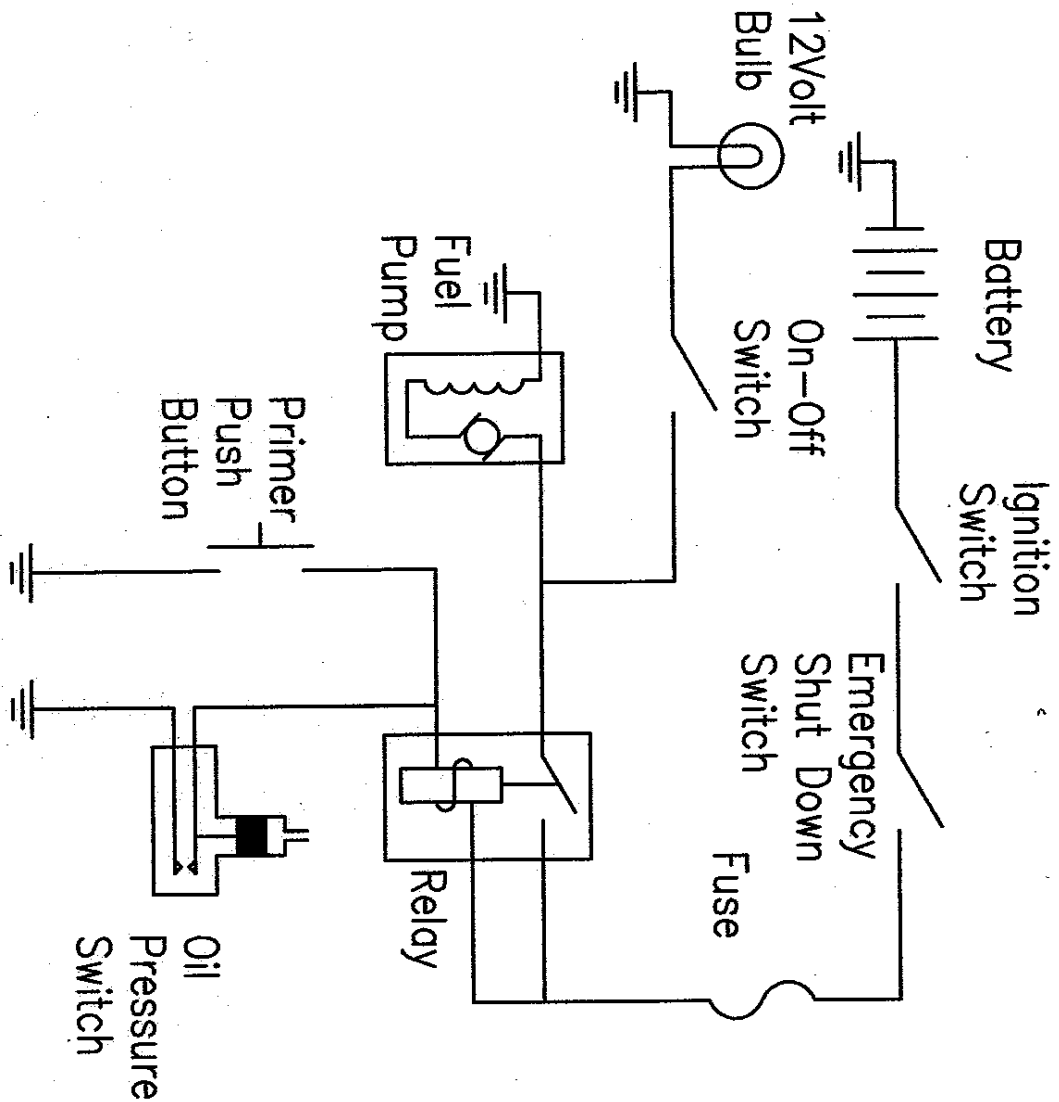 Ignition
Switch
Battery
Emergency
Shut Down
Switch
12Volt
Bulb
On-Off
Switch
Fuse
Fuel
Pump
Relay
Primer
Push
Button
Oil
Pressure
Switch